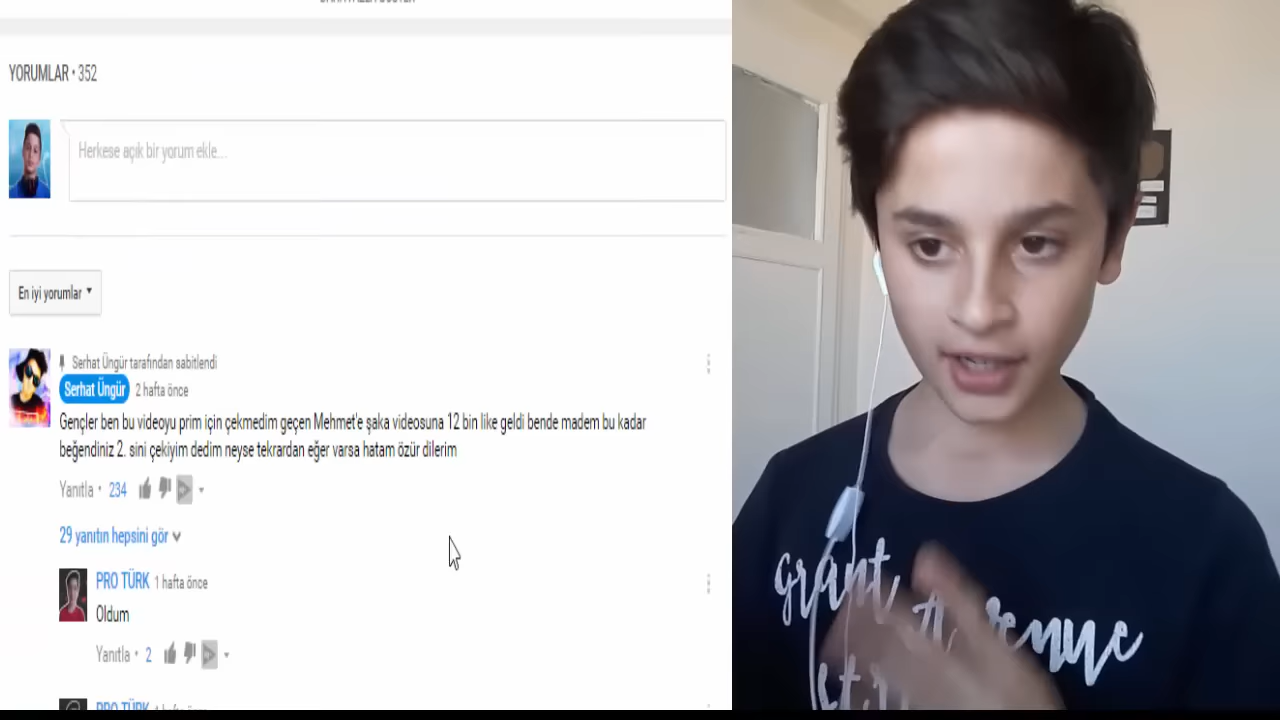 YORUMLAR • 352
Herkese açık bir yorum ekle...
En iyi yorumlar
Serhat Üngür tarafından sabitlendi
Serhat Üngür 2 hafta önce
Gençler ben bu videoyu prim için çekmedim geçen Mehmet'e şaka videosuna 12 bin like geldi bende madem bu kadar
beğendiniz 2. sini çekiyim dedim neyse tekrardan eğer varsa hatam özür dilerim
Yanıtla • 234
29 yanıtın hepsini gör
PRO TÜRK 1 hafta önce
Oldum
Yanıtla • 2
PRO TÜRK
grant